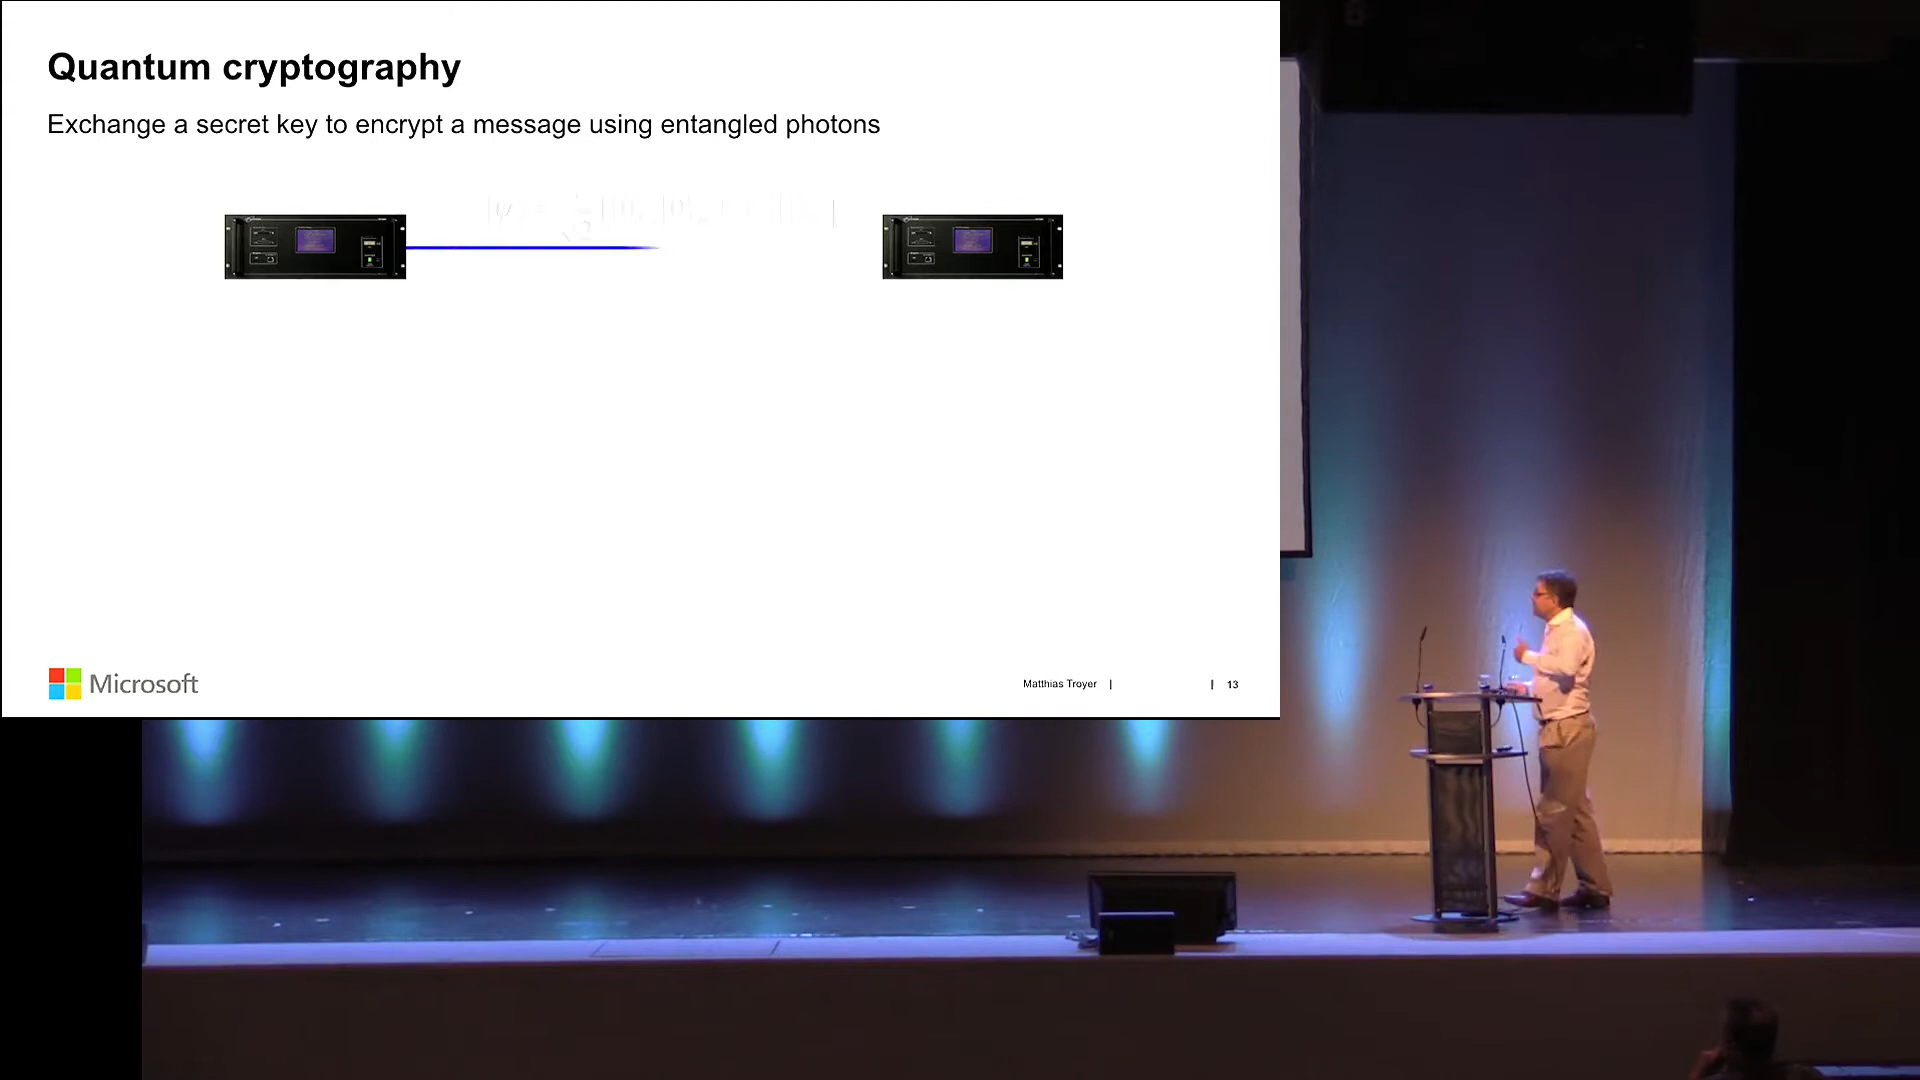 Quantum cryptography
Exchange a secret key to encrypt a message using entangled photons
Microsoft
Matthias Troyer | | 13